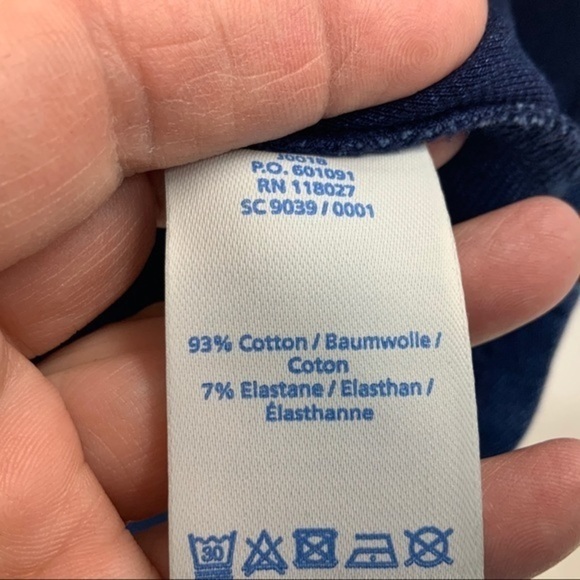 P.O. 601091
RN 118027
SC 9039 / 0001
93% Cotton / Baumwolle /
Coton
7% Elastane / Elasthan /
Élasthanne
30